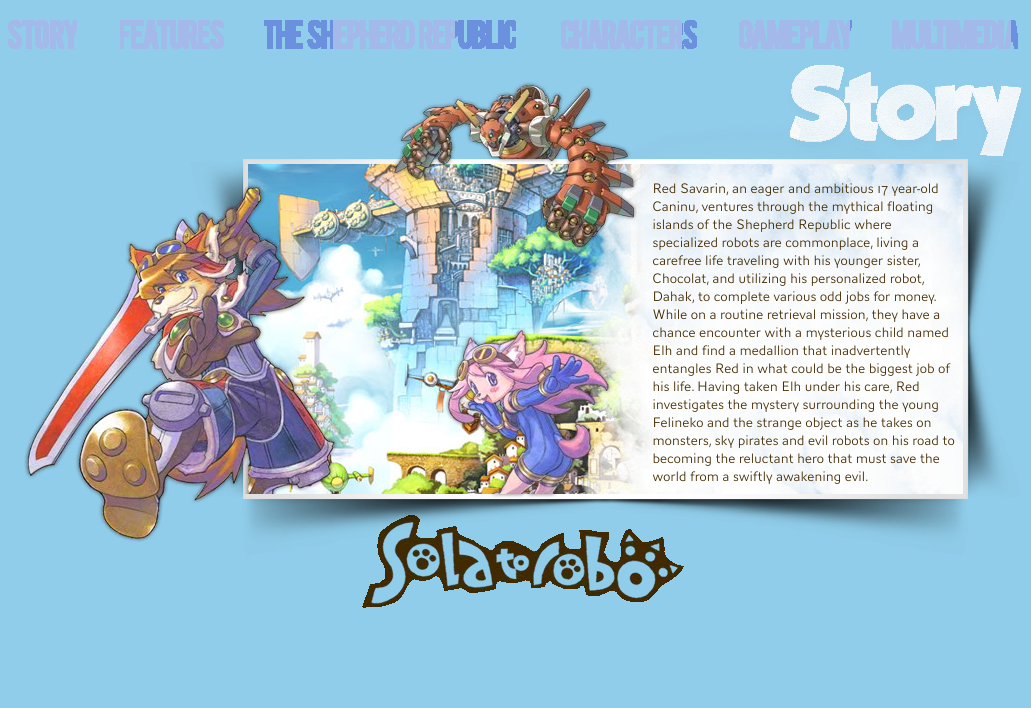 STORY FEATURES THE SHEPHERD REPUBLIC CHARACTERS GAMEPLAY MULTIMEDIA
Story
Red Savarin, an eager and ambitious 17 year-old
Caninu, ventures through the mythical floating
islands of the Shepherd Republic where
specialized robots are commonplace, living a
carefree life traveling with his younger sister,
Chocolat, and utilizing his personalized robot,
Dahak, to complete various odd jobs for money.
While on a routine retrieval mission, they have a
chance encounter with a mysterious child named
Elh and find a medallion that inadvertently
entangles Red in what could be the biggest job of
his life. Having taken Elh under his care, Red
investigates the mystery surrounding the young
Felineko and the strange object as he takes on
monsters, sky pirates and evil robots on his road to
becoming the reluctant hero that must save the
world from a swiftly awakening evil.
Solatorobo